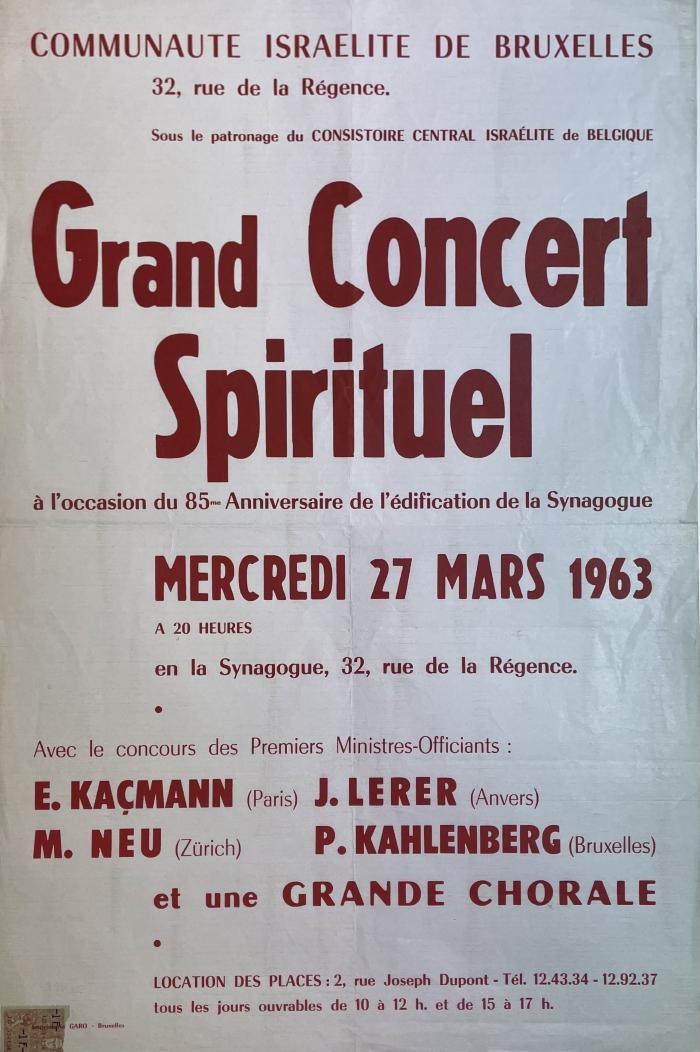 COMMUNAUTE ISRAELITE DE BRUXELLES
32, rue de la Régence.
Sous le patronage du CONSISTOIRE CENTRAL ISRAÉLITE de BELGIQUE
Grand Concert
Spirituel
à l'occasion du 85me Anniversaire de l'édification de la Synagogue
MERCREDI 27 MARS 1963
A 20 HEURES
en la Synagogue, 32, rue de la Régence.
•
Avec le concours des Premiers Ministres-Officiants :
E. KAÇMANN (Paris) J. LERER (Anvers)
M. NEU (Zürich) P. KAHLENBERG (Bruxelles)
et une GRANDE CHORALE
•
LOCATION DES PLACES : 2, rue Joseph Dupont - Tél. 12.43.34 - 12.92.37
tous les jours ouvrables de 10 à 12 h. et de 15 à 17 h.
GARO - Bruxelles